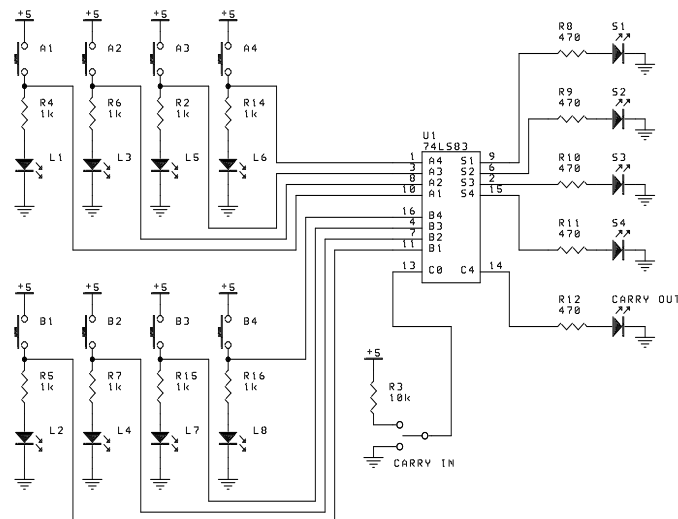 +5 +5 +5 +5
A1 A2 A3 A4
R4 1k
R6 1k
R2 1k
R14 1k
L1 L3 L5 L6
U1
74LS83
1 A4 S1 9
3 A3 S2 6
8 A2 S3 2
10 A1 S4 15
16 B4
4 B3
7 B2
11 B1
13 C0 C4 14
R8 470 S1
R9 470 S2
R10 470 S3
R11 470 S4
R12 470 CARRY OUT
+5 +5 +5 +5
B1 B2 B3 B4
R5 1k
R7 1k
R15 1k
R16 1k
L2 L4 L7 L8
+5
R3
10k
CARRY IN